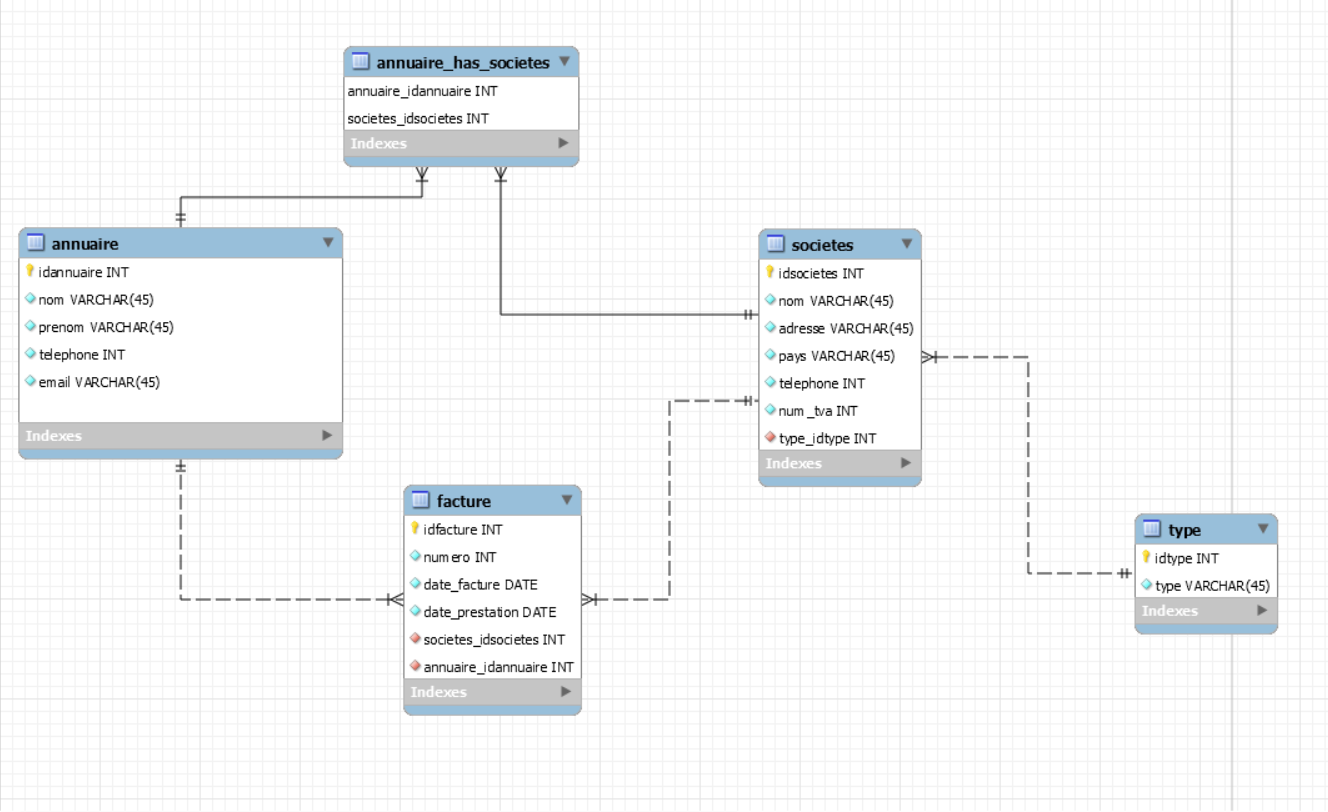 annuaire_has_societes
annuaire_idannuaire INT
societes_idsocietes INT
Indexes
annuaire
idannuaire INT
nom VARCHAR(45)
prenom VARCHAR(45)
telephone INT
email VARCHAR(45)
Indexes
societes
idsocietes INT
nom VARCHAR(45)
adresse VARCHAR(45)
pays VARCHAR(45)
telephone INT
num_tva INT
type_idtype INT
Indexes
facture
idfacture INT
numero INT
date_facture DATE
date_prestation DATE
societes_idsocietes INT
annuaire_idannuaire INT
Indexes
type
idtype INT
type VARCHAR(45)
Indexes